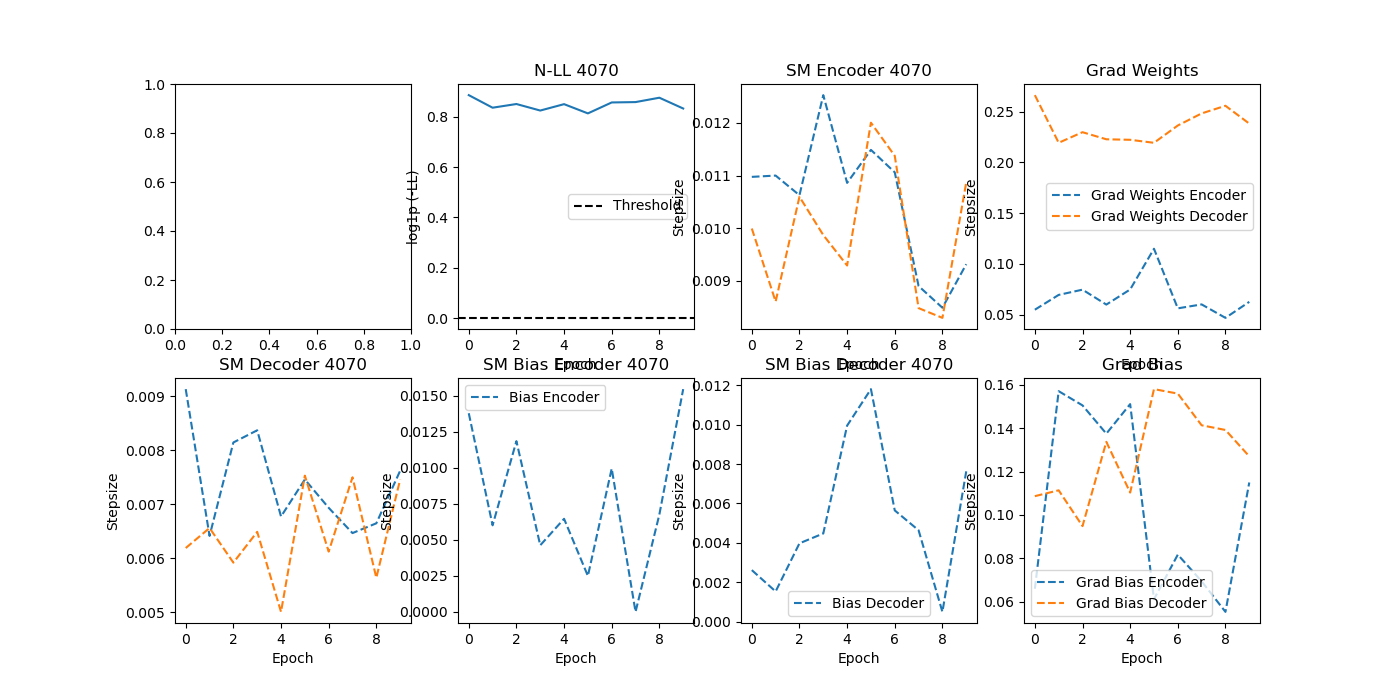 1.0
0.8
0.6
0.4
0.2
0.0
0.0 0.2 0.4 0.6 0.8 1.0
N-LL 4070
log1p (-LL)
0.8
0.6
0.4
0.2
0.0
Threshold
0 2 4 6 8
Epoch
SM Encoder 4070
Stepsize
0.012
0.011
0.010
0.009
0 2 4 6 8
Epoch
Grad Weights
Stepsize
0.25
0.20
0.15
0.10
0.05
Grad Weights Encoder
Grad Weights Decoder
0 2 4 6 8
Epoch
SM Decoder 4070
Stepsize
0.009
0.008
0.007
0.006
0.005
0 2 4 6 8
Epoch
SM Bias Encoder 4070
Stepsize
0.0150
0.0125
0.0100
0.0075
0.0050
0.0025
0.0000
Bias Encoder
0 2 4 6 8
Epoch
SM Bias Decoder 4070
Stepsize
0.012
0.010
0.008
0.006
0.004
0.002
0.000
Bias Decoder
0 2 4 6 8
Epoch
Grad Bias
Stepsize
0.16
0.14
0.12
0.10
0.08
0.06
Grad Bias Encoder
Grad Bias Decoder
0 2 4 6 8
Epoch